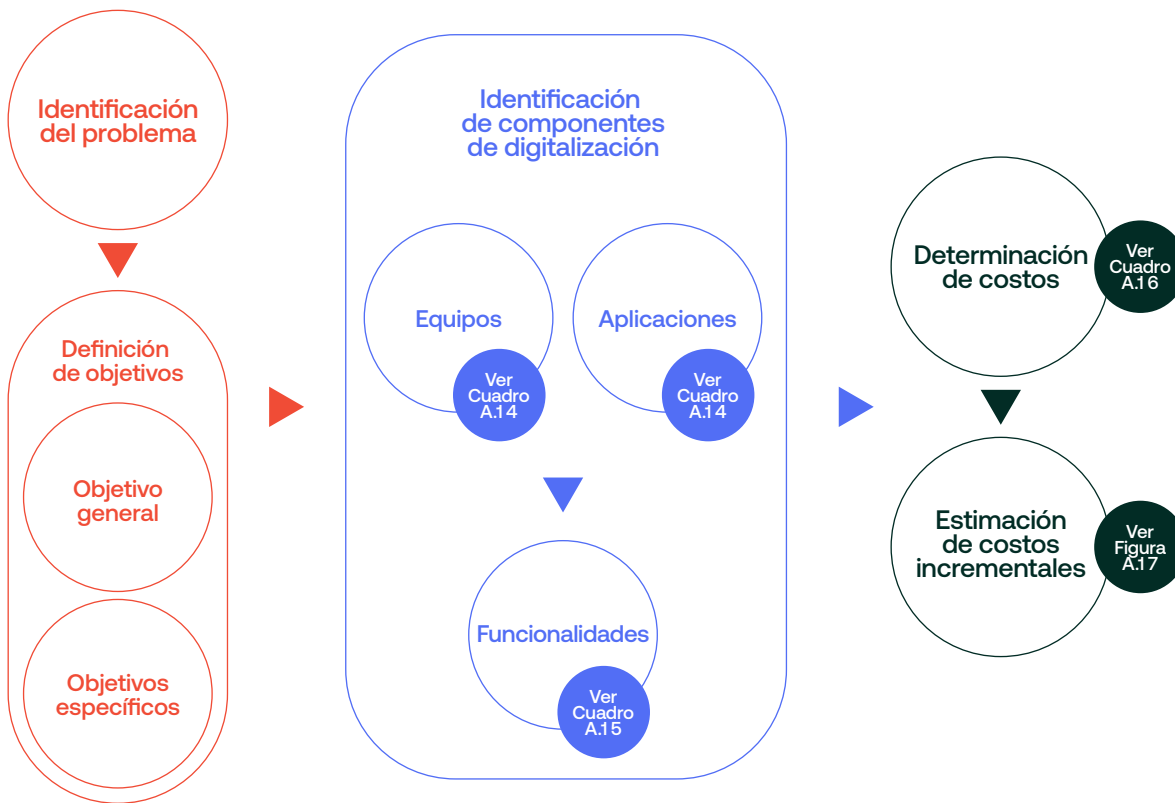 Identificación
del problema
Definición
de objetivos
Objetivo
general
Objetivos
específicos
Identificación
de componentes
de digitalización
Equipos
Ver
Cuadro
A.14
Aplicaciones
Ver
Cuadro
A.14
Funcionalidades
Ver
Cuadro
A.15
Determinación
de costos
Ver
Cuadro
A.16
Estimación
de costos
incrementales
Ver
Figura
A.17